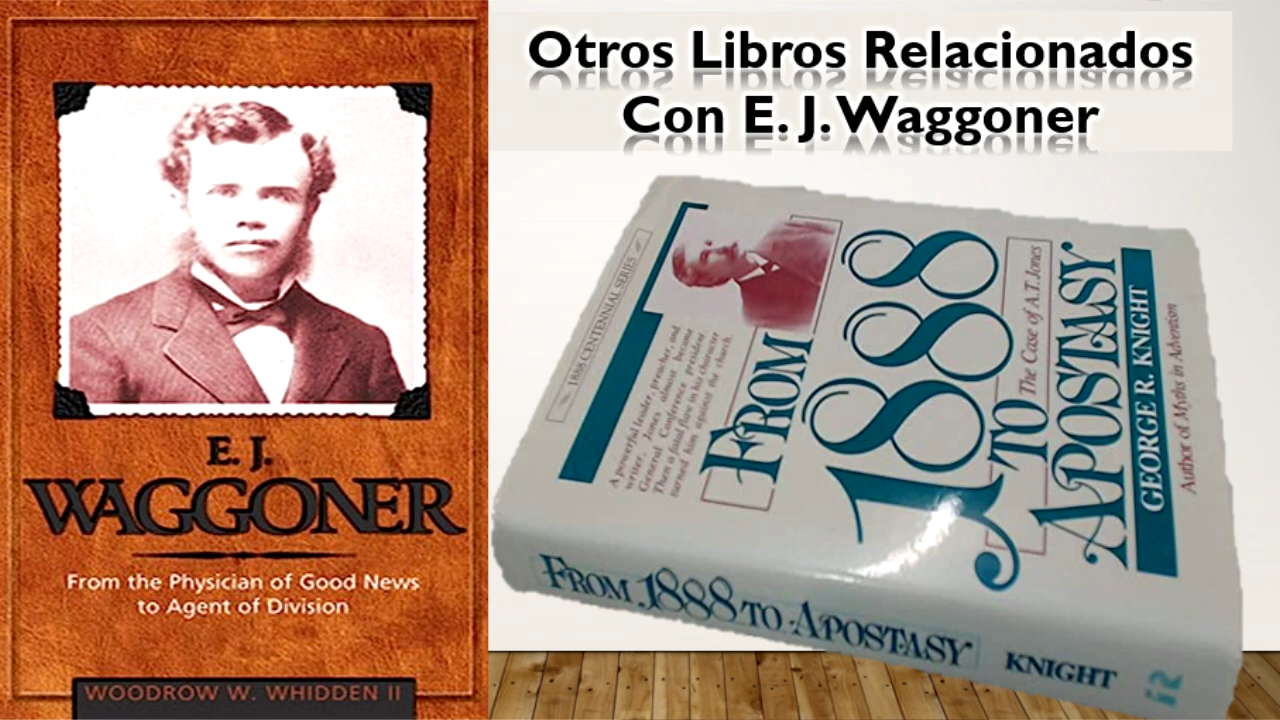 Otros Libros Relacionados
Con E. J. Waggoner
E. J.
WAGGONER
From the Physician of Good News
to Agent of Division
WOODROW W. WHIDDEN II
1888 CENTENNIAL SERIES
A powerful leader, preacher, and
writer, Jones almost became
General Conference president.
Then a fatal flaw in his character
turned him against the church.
FROM
1888
TO
The Case of A.T. Jones
APOSTASY
GEORGE R. KNIGHT
Author of Myths in Adventism
FROM 1888 TO APOSTASY KNIGHT